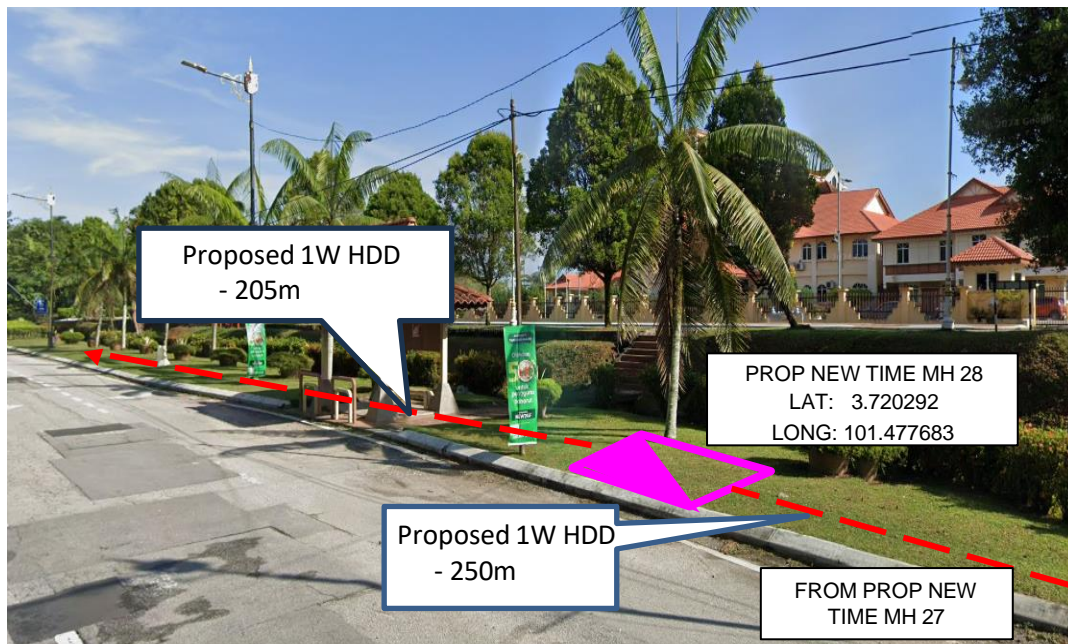 Proposed 1W HDD
- 205m
PROP NEW TIME MH 28
LAT: 3.720292
LONG: 101.477683
Proposed 1W HDD
- 250m
FROM PROP NEW
TIME MH 27